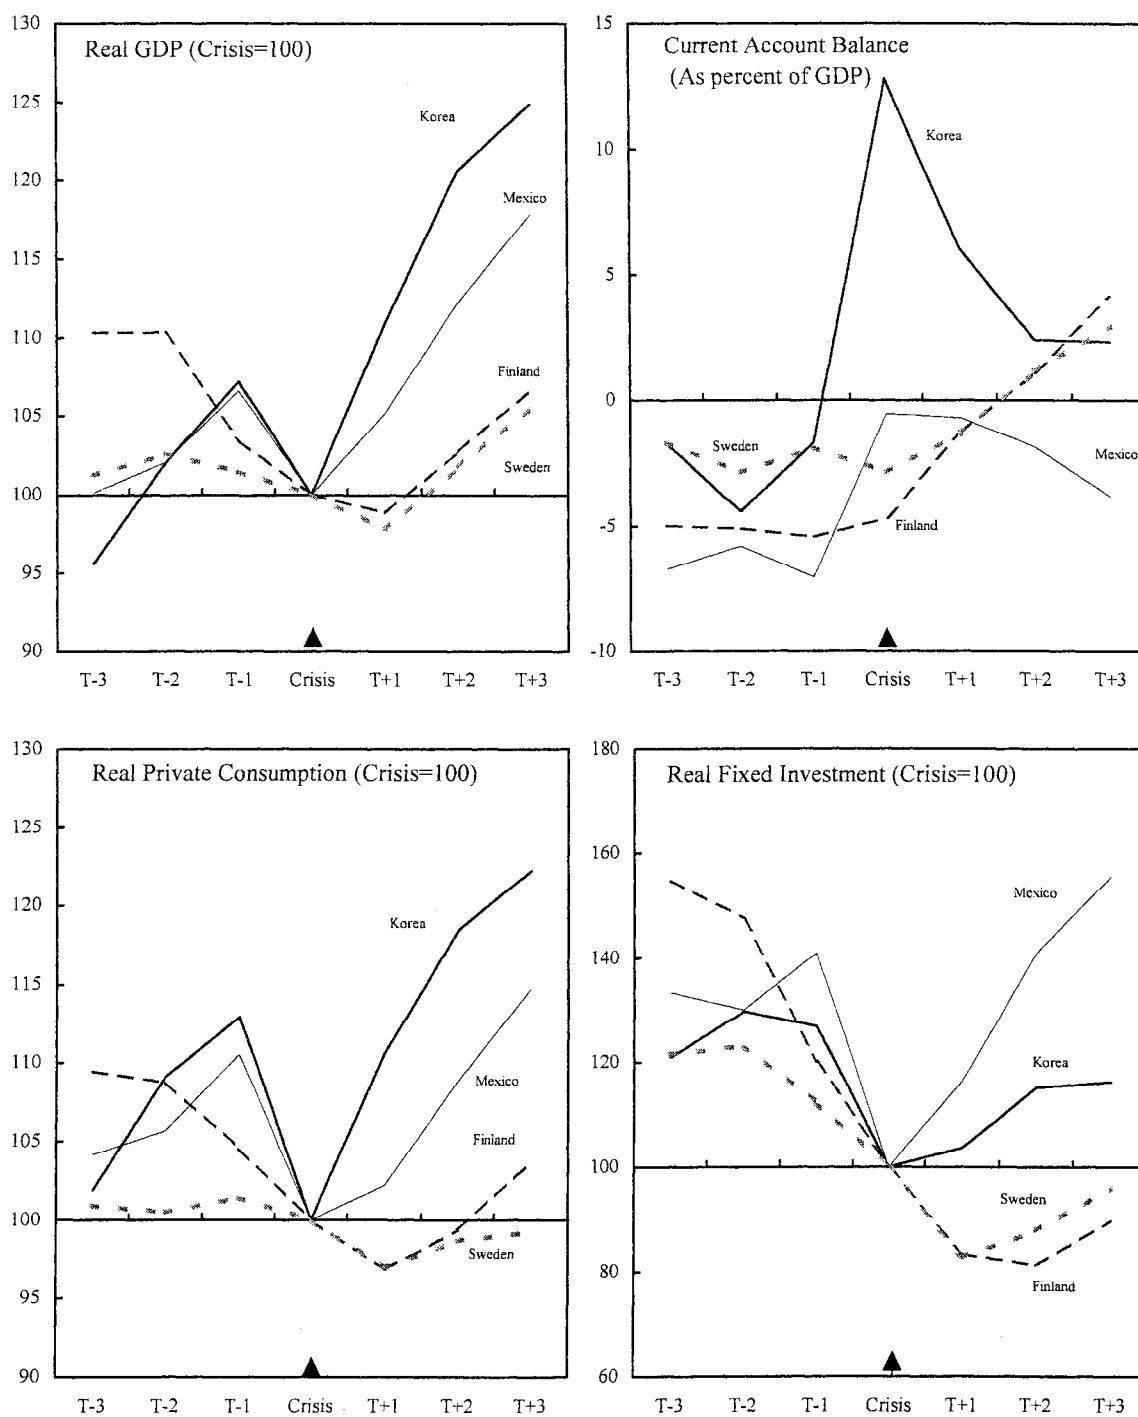 Real GDP (Crisis=100)
130
125
120
115
110
105
100
95
90
Korea
Mexico
Finland
Sweden
T-3 T-2 T-1 Crisis T+1 T+2 T+3
Current Account Balance
(As percent of GDP)
15
10
5
0
-5
-10
Korea
Sweden
Mexico
Finland
T-3 T-2 T-1 Crisis T+1 T+2 T+3
Real Private Consumption (Crisis=100)
130
125
120
115
110
105
100
95
90
Korea
Mexico
Finland
Sweden
T-3 T-2 T-1 Crisis T+1 T+2 T+3
Real Fixed Investment (Crisis=100)
180
160
140
120
100
80
60
Mexico
Korea
Sweden
Finland
T-3 T-2 T-1 Crisis T+1 T+2 T+3